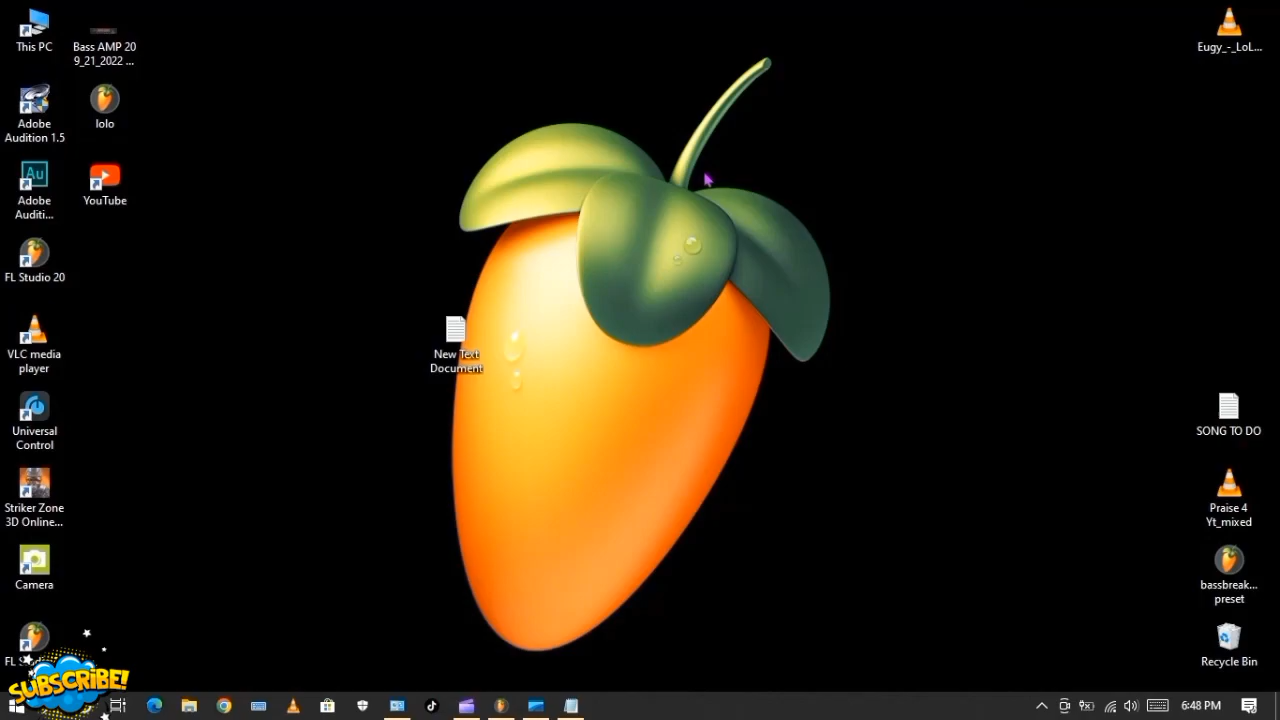 This PC
Bass AMP 20
9_21_2022 ...
Eugy_-_LoL...
Adobe
Audition 1.5
lolo
Au
Adobe
Auditi...
YouTube
FL Studio 20
New Text
Document
VLC media
player
Universal
Control
SONG TO DO
Striker Zone
3D Online...
Praise 4
Yt_mixed
Camera
bassbreak...
preset
Recycle Bin
SUBSCRIBE!
6:48 PM